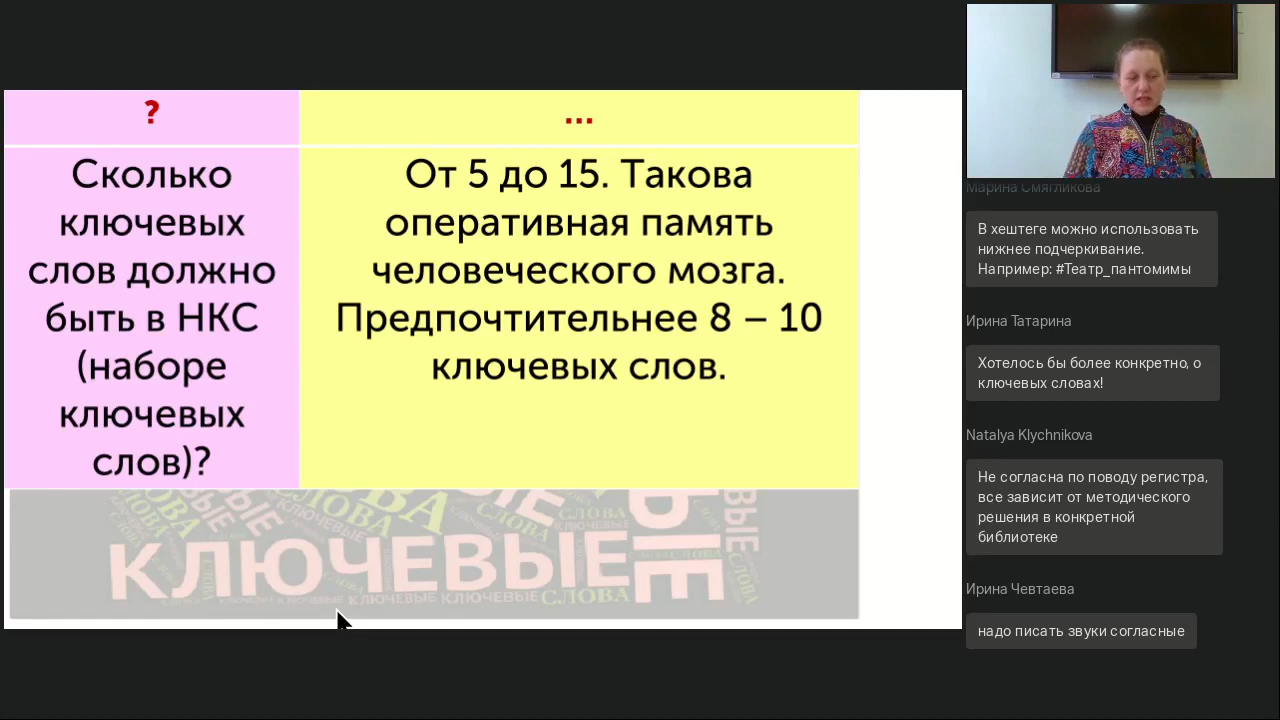 ?
...
Сколько
ключевых
слов должно
быть в НКС
(наборе
ключевых
слов)?
От 5 до 15. Такова
оперативная память
человеческого мозга.
Предпочтительнее 8 – 10
ключевых слов.
КЛЮЧЕВЫЕ
КЛЮЧЕВЫЕ КЛЮЧЕВЫЕ СЛОВА
Марина Смягликова
В хештеге можно использовать
нижнее подчеркивание.
Например: #Театр_пантомимы
Ирина Татарина
Хотелось бы более конкретно, о
ключевых словах!
Natalya Klychnikova
Не согласна по поводу регистра,
все зависит от методического
решения в конкретной
библиотеке
Ирина Чевтаева
надо писать звуки согласные